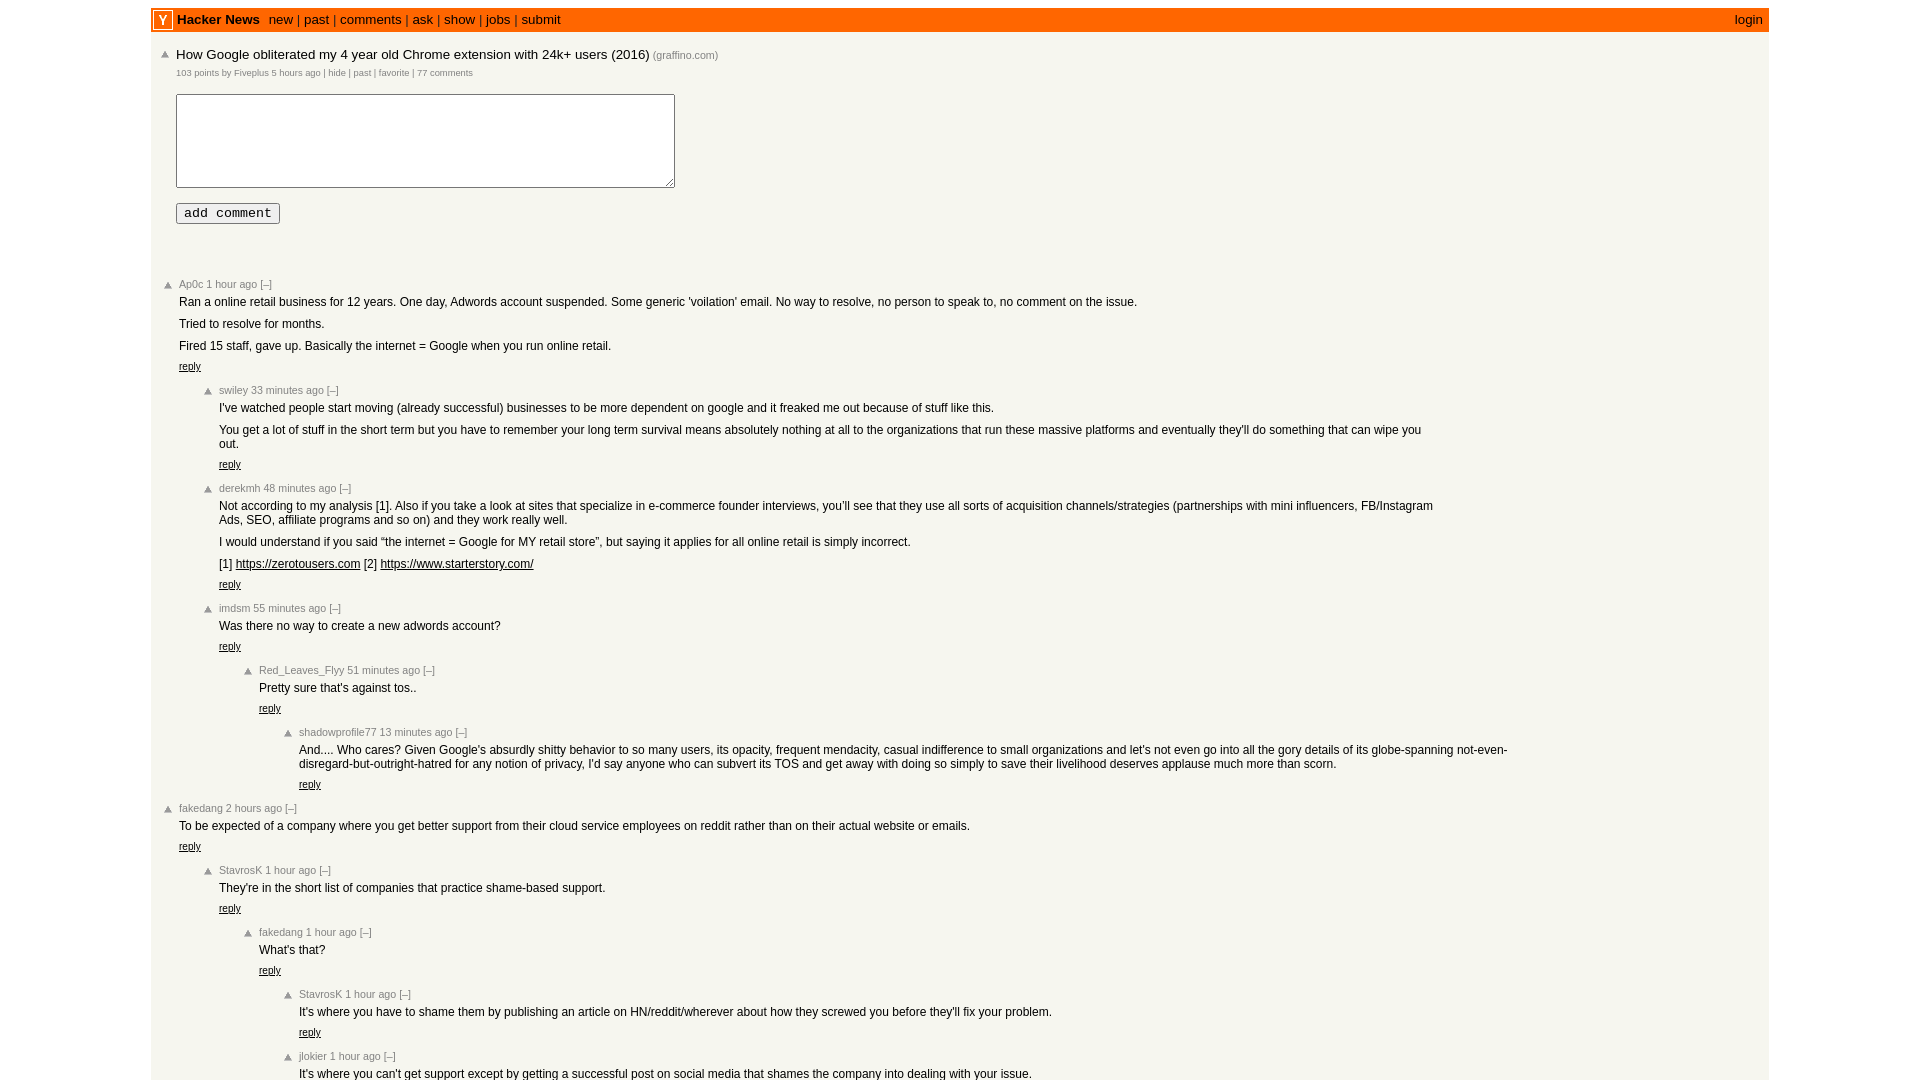 Y Hacker News new | past | comments | ask | show | jobs | submit login
How Google obliterated my 4 year old Chrome extension with 24k+ users (2016) (graffino.com)
103 points by Fiveplus 5 hours ago | hide | past | favorite | 77 comments
add comment
Ap0c 1 hour ago [–]
Ran a online retail business for 12 years. One day, Adwords account suspended. Some generic 'voilation' email. No way to resolve, no person to speak to, no comment on the issue.
Tried to resolve for months.
Fired 15 staff, gave up. Basically the internet = Google when you run online retail.
reply
swiley 33 minutes ago [–]
I've watched people start moving (already successful) businesses to be more dependent on google and it freaked me out because of stuff like this.
You get a lot of stuff in the short term but you have to remember your long term survival means absolutely nothing at all to the organizations that run these massive platforms and eventually they'll do something that can wipe you
out.
reply
derekmh 48 minutes ago [–]
Not according to my analysis [1]. Also if you take a look at sites that specialize in e-commerce founder interviews, you’ll see that they use all sorts of acquisition channels/strategies (partnerships with mini influencers, FB/Instagram
Ads, SEO, affiliate programs and so on) and they work really well.
I would understand if you said “the internet = Google for MY retail store”, but saying it applies for all online retail is simply incorrect.
[1] https://zerotousers.com [2] https://www.starterstory.com/
reply
imdsm 55 minutes ago [–]
Was there no way to create a new adwords account?
reply
Red_Leaves_Flyy 51 minutes ago [–]
Pretty sure that's against tos..
reply
shadowprofile77 13 minutes ago [–]
And.... Who cares? Given Google's absurdly shitty behavior to so many users, its opacity, frequent mendacity, casual indifference to small organizations and let's not even go into all the gory details of its globe-spanning not-even-
disregard-but-outright-hatred for any notion of privacy, I'd say anyone who can subvert its TOS and get away with doing so simply to save their livelihood deserves applause much more than scorn.
reply
fakedang 2 hours ago [–]
To be expected of a company where you get better support from their cloud service employees on reddit rather than on their actual website or emails.
reply
StavrosK 1 hour ago [–]
They're in the short list of companies that practice shame-based support.
reply
fakedang 1 hour ago [–]
What's that?
reply
StavrosK 1 hour ago [–]
It's where you have to shame them by publishing an article on HN/reddit/wherever about how they screwed you before they'll fix your problem.
reply
jlokier 1 hour ago [–]
It's where you can't get support except by getting a successful post on social media that shames the company into dealing with your issue.